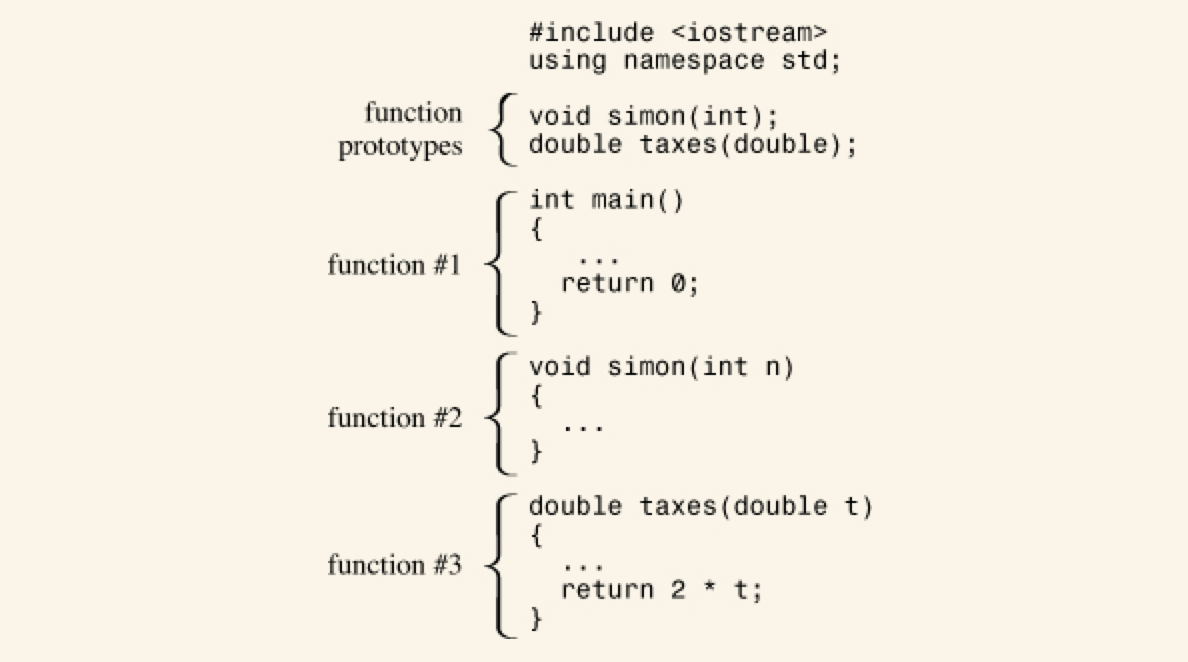 #include <iostream>
using namespace std;
function
prototypes
void simon(int);
double taxes(double);
function #1
int main()
{
...
return 0;
}
function #2
void simon(int n)
{
...
}
function #3
double taxes(double t)
{
...
return 2 * t;
}